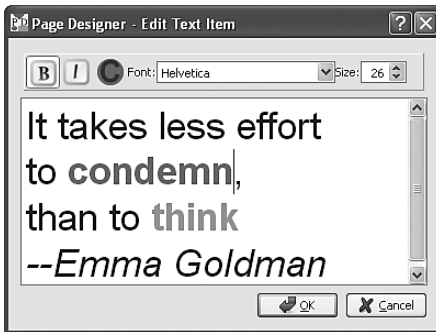 Page Designer - Edit Text Item
B I C Font: Helvetica Size: 26
It takes less effort
to condemn,
than to think
--Emma Goldman
OK Cancel